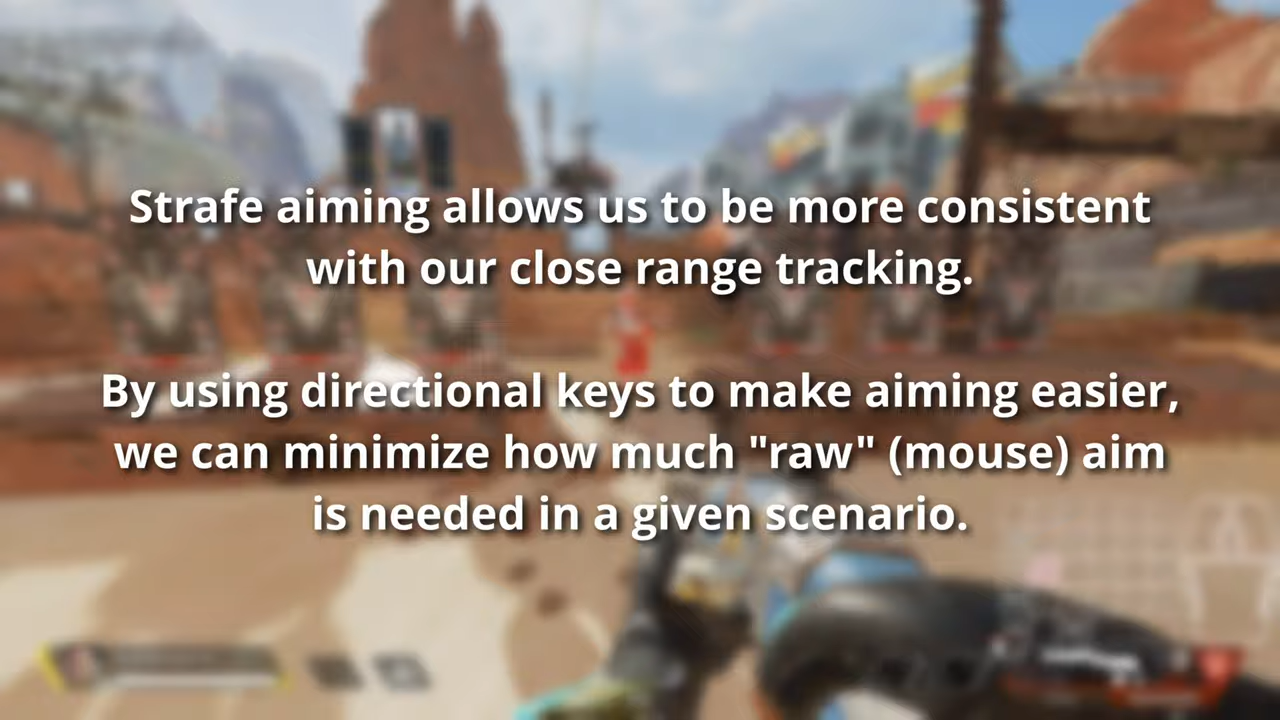 Strafe aiming allows us to be more consistent
with our close range tracking.
By using directional keys to make aiming easier,
we can minimize how much "raw" (mouse) aim
is needed in a given scenario.